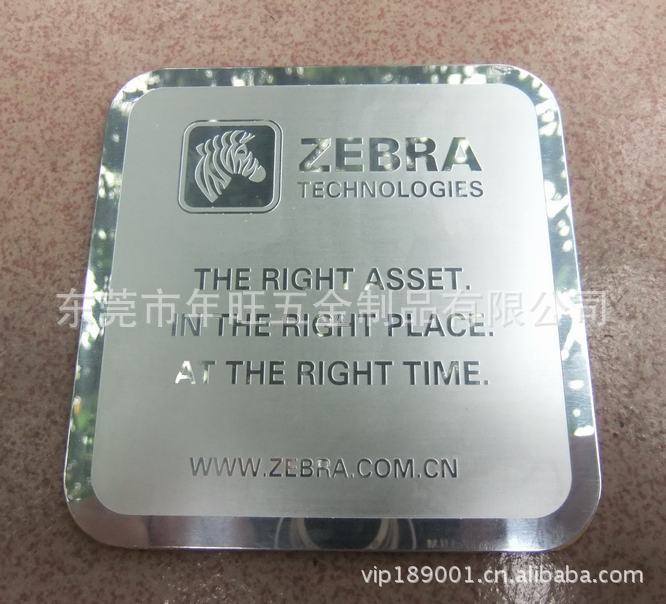 ZEBRA
TECHNOLOGIES
THE RIGHT ASSET.
东莞市年旺五金制品有限公司
IN THE RIGHT PLACE.
AT THE RIGHT TIME.
WWW.ZEBRA.COM.CN
vip189001.cn.alibaba.com